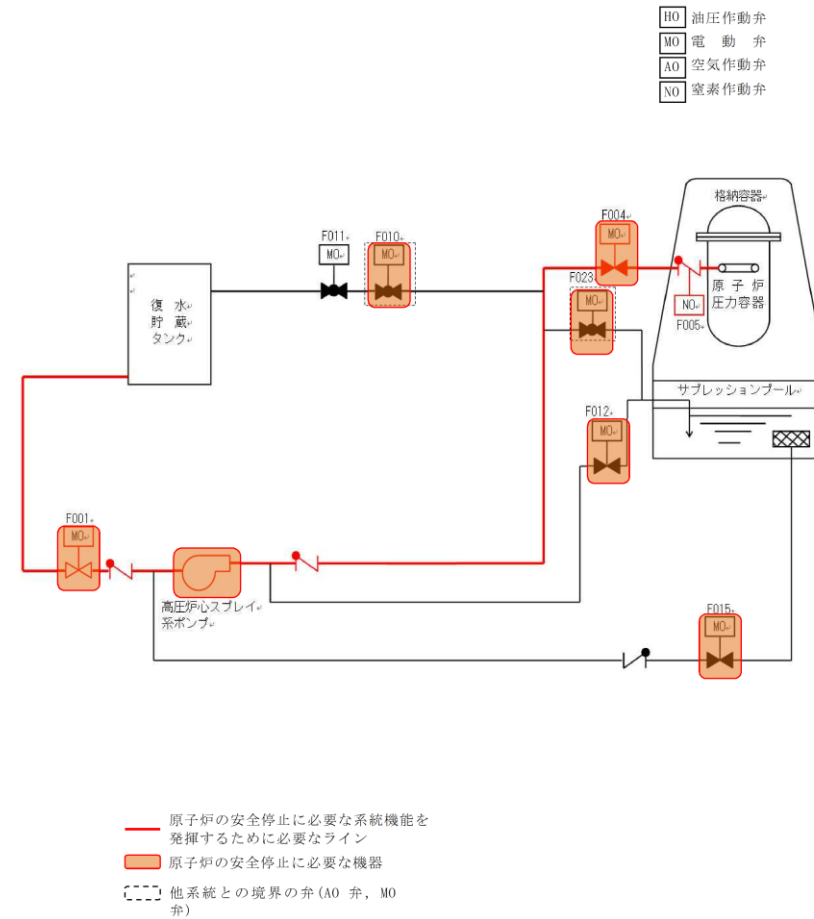 HO 油圧作動弁
MO 電動弁
AO 空気作動弁
NO 窒素作動弁
格納容器
F004
MO
F011
MO
F010
MO
F023
MO
原子炉
圧力容器
NO
F005
復水
貯蔵
タンク
サプレッションプール
F012
MO
F001
MO
高圧炉心スプレイ
系ポンプ
F015
MO
原子炉の安全停止に必要な系統機能を
発揮するために必要なライン
原子炉の安全停止に必要な機器
他系統との境界の弁(AO 弁, MO
弁)